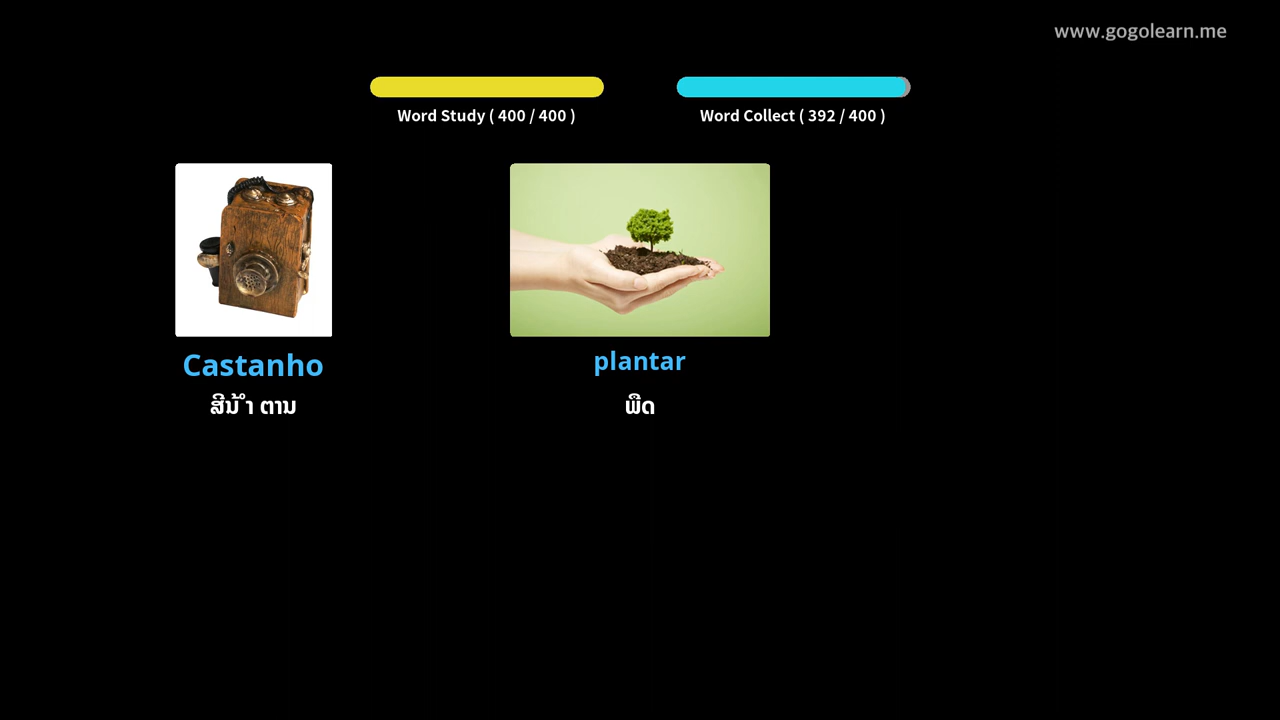 www.gogolearn.me
Word Study ( 400 / 400 )
Word Collect ( 392 / 400 )
Castanho
plantar
ສີນ້ ໍາ ຕານ
ພືດ